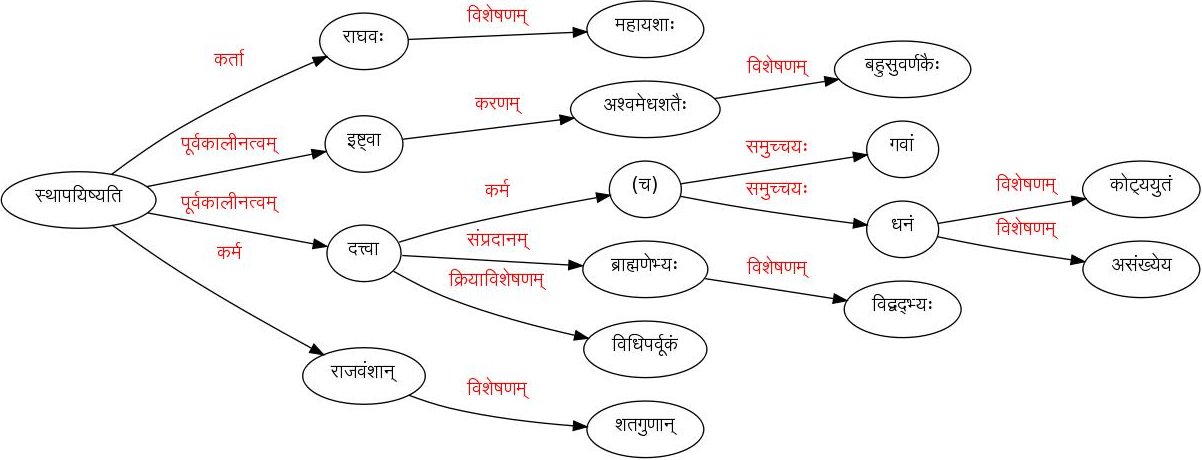 विशेषणम्
महायशाः
राघवः
कर्ता
विशेषणम्
बहुसुवर्णकैः
करणम्
अश्वमेधशतैः
इष्ट्वा
पूर्वकालीनत्वम्
समुच्चयः
गवां
(च)
कर्म
स्थापयिष्यति
पूर्वकालीनत्वम्
समुच्चयः
विशेषणम्
कोट्ययुतं
धनं
विशेषणम्
असंख्येय
दत्त्वा
संप्रदानम्
ब्राह्मणेभ्यः
विशेषणम्
विद्वद्भ्यः
क्रियाविशेषणम्
विधिपर्वूकं
कर्म
राजवंशान्
विशेषणम्
शतगुणान्